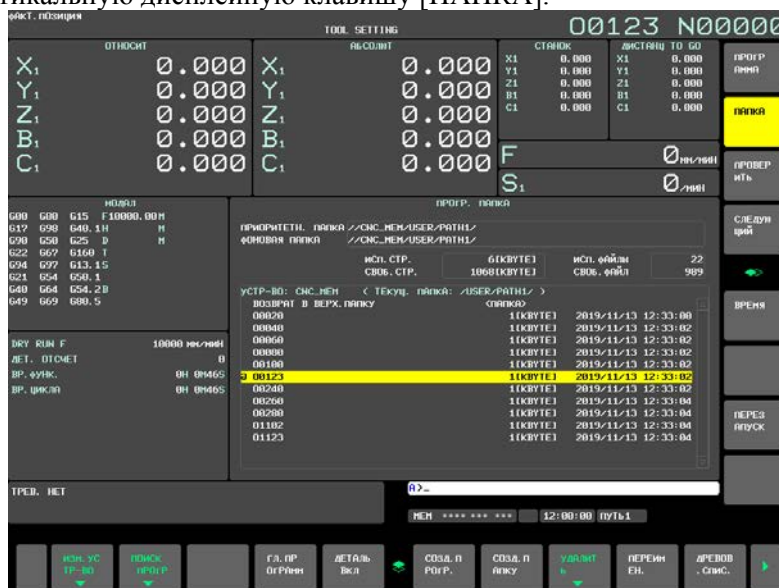 тикальную дисплейную клавишу [ПАПКА].
фАКТ. ПОЗИЦИЯ
TOOL SETTING
O0123 N00000
ОТНОСИТ
АБСОЛЮТ
СТАНОК
ДИСТАНЦ TO GO
X1 0.000 X1 0.000 X1 0.000 X1 0.000
Y1 0.000 Y1 0.000 Y1 0.000 Y1 0.000
Z1 0.000 Z1 0.000 Z1 0.000 Z1 0.000
B1 0.000 B1 0.000 B1 0.000 B1 0.000
C1 0.000 C1 0.000 C1 0.000 C1 0.000
F 0 мм/мин
S1 0 /мин
МОДАЛ
G00 G80 G15 F10000.00 M
G17 G98 G40.1 H M
G90 G50 G25 D M
G22 G67 G160 T
G94 G97 G13.1 S
G21 G54 G50.1
G40 G64 G54.2 B
G49 G69 G80.5
DRY RUN F 10000 мм/мин
ДЕТ. ОТСЧЕТ 0
ВР. ФУНК. 0H 0M46S
ВР. ЦИКЛА 0H 0M46S
ПРОГР. ПАПКА
ПРИОРИТЕТН. ПАПКА //CNC_MEM/USER/PATH1/
ФОНОВАЯ ПАПКА //CNC_MEM/USER/PATH1/
ИСП. СТР. 6[KBYTE] ИСП. ФАЙЛЫ 22
СВОБ. СТР. 1068[KBYTE] СВОБ. ФАЙЛ 989
УСТР-ВО: CNC_MEM ( ТЕКУЩ. ПАПКА: /USER/PATH1/ )
ВОЗВРАТ В ВЕРХ. ПАПКУ <ПАПКА>
O0020 1[KBYTE] 2019/11/13 12:33:00
O0040 1[KBYTE] 2019/11/13 12:33:02
O0060 1[KBYTE] 2019/11/13 12:33:02
O0080 1[KBYTE] 2019/11/13 12:33:02
O0100 1[KBYTE] 2019/11/13 12:33:02
@ O0123 1[KBYTE] 2019/11/13 12:33:02
O0240 1[KBYTE] 2019/11/13 12:33:02
O0260 1[KBYTE] 2019/11/13 12:33:04
O0280 1[KBYTE] 2019/11/13 12:33:04
O1102 1[KBYTE] 2019/11/13 12:33:04
O1123 1[KBYTE] 2019/11/13 12:33:04
ТРЕВ. НЕТ
A>_
MEM **** *** *** 12:00:00 ПУТЬ1
ПРОГР
АММА
ПАПКА
ПРОВЕР
ИТЬ
СЛЕДУЮ
ЩИЙ
ВРЕМЯ
ПЕРЕЗ
АПУСК
ИЗМ. УС
ТР-ВО
ПОИСК
ПРОГР
ГЛ. ПР
ОГРАММ
ДЕТАЛЬ
ВКЛ
СОЗД. П
РОГР.
СОЗД. П
АПКУ
УДАЛИТ
Ь
ПЕРЕИМ
ЕН.
ДРЕВОВ
. СПИС.